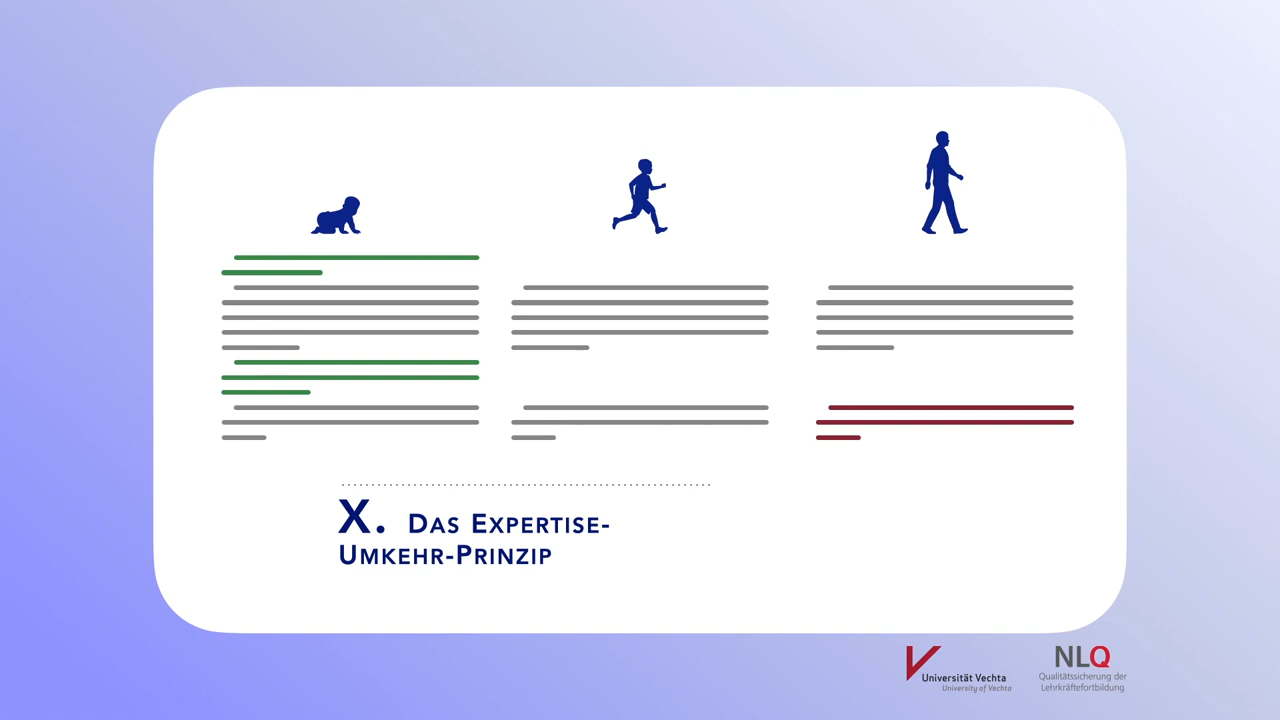 X. Das Expertise-
Umkehr-Prinzip
Universität Vechta
University of Vechta
NLQ
Qualitätssicherung der
Lehrkräftefortbildung